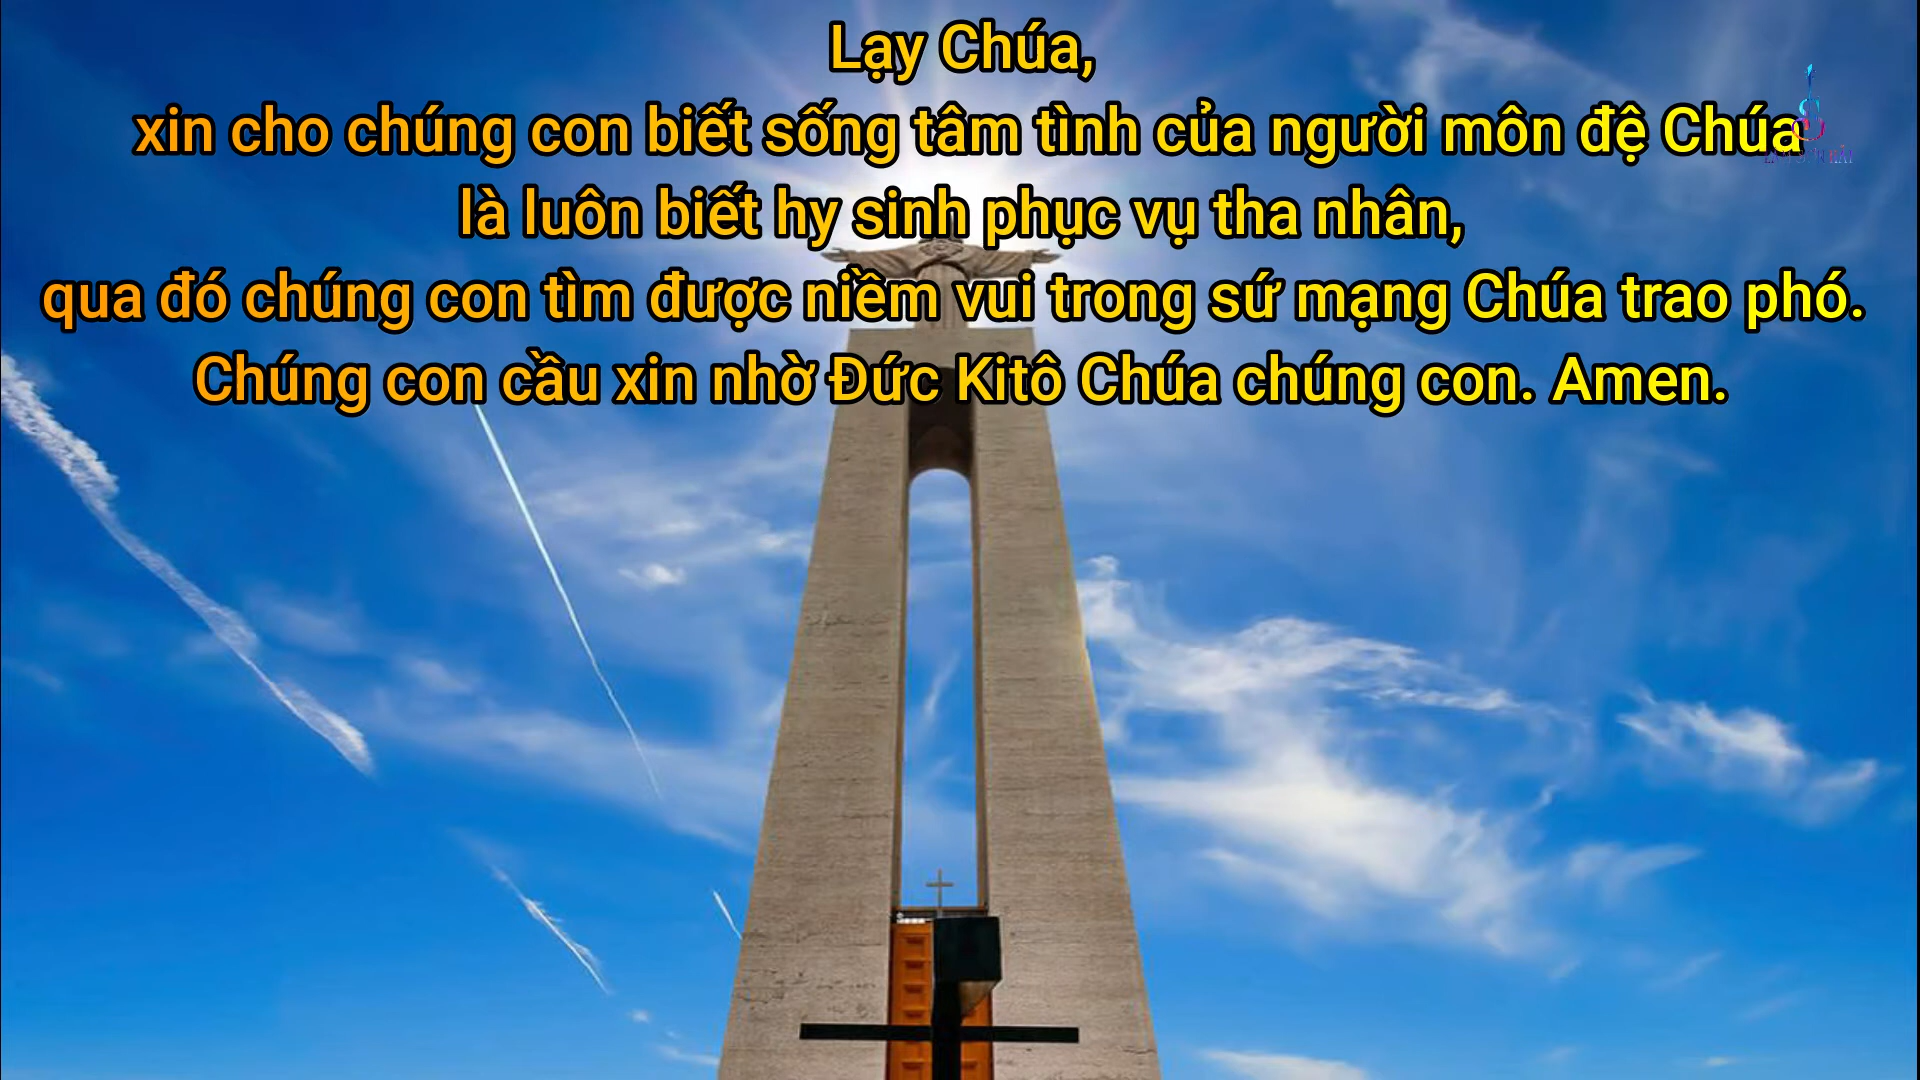 Lạy Chúa,
xin cho chúng con biết sống tâm tình của người môn đệ Chúa
là luôn biết hy sinh phục vụ tha nhân,
qua đó chúng con tìm được niềm vui trong sứ mạng Chúa trao phó.
Chúng con cầu xin nhờ Đức Kitô Chúa chúng con. Amen.